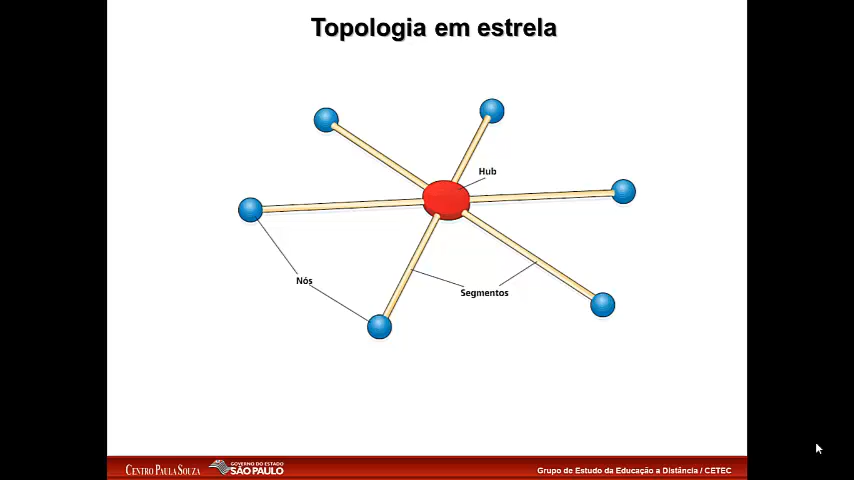 Topologia em estrela
Hub
Nós
Segmentos
CENTRO PAULA SOUZA
GOVERNO DO ESTADO
SÃO PAULO
Grupo de Estudo da Educação a Distância / CETEC